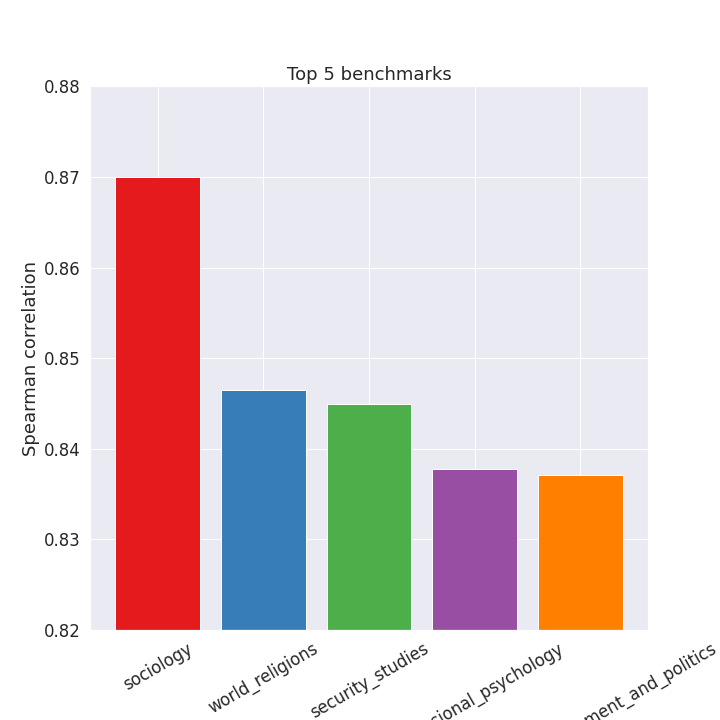 Top 5 benchmarks
0.88
0.87
0.86
0.85
0.84
0.83
0.82
Spearman correlation
sociology
world_religions
security_studies
sional_psychology
ment_and_politics